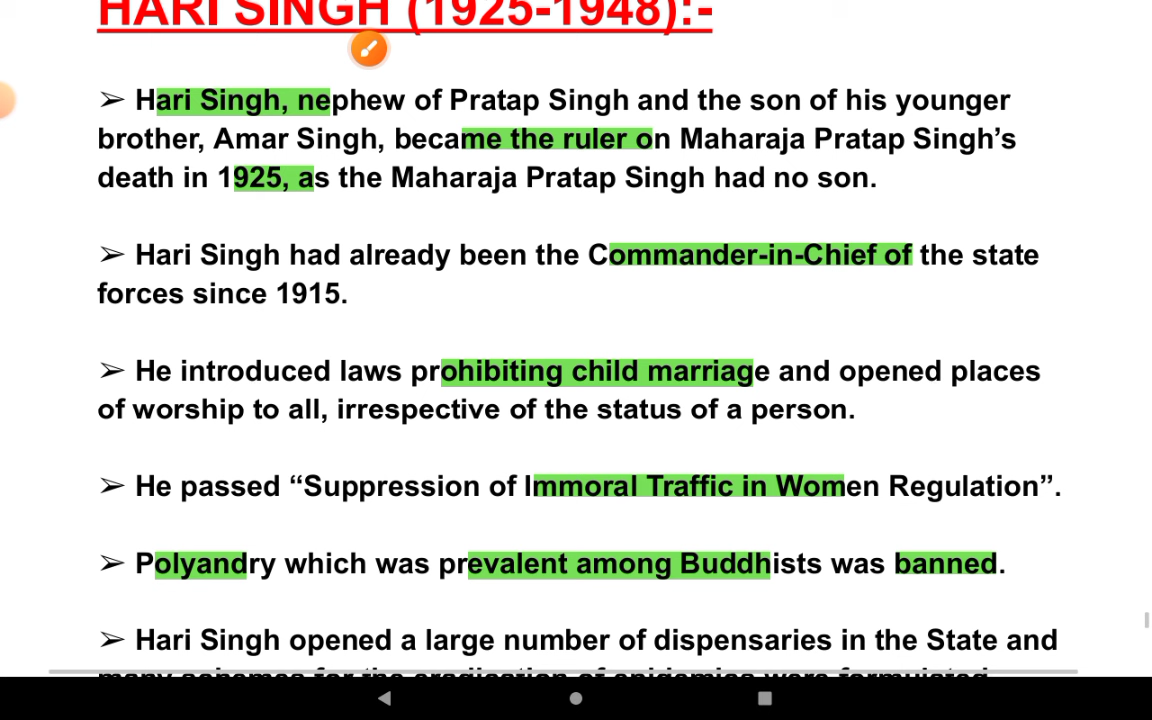 HARI SINGH (1925-1948):-
➢ Hari Singh, nephew of Pratap Singh and the son of his younger
brother, Amar Singh, became the ruler on Maharaja Pratap Singh’s
death in 1925, as the Maharaja Pratap Singh had no son.
➢ Hari Singh had already been the Commander-in-Chief of the state
forces since 1915.
➢ He introduced laws prohibiting child marriage and opened places
of worship to all, irrespective of the status of a person.
➢ He passed “Suppression of Immoral Traffic in Women Regulation”.
➢ Polyandry which was prevalent among Buddhists was banned.
➢ Hari Singh opened a large number of dispensaries in the State and
many schemes for the eradication of epidemics were formulated